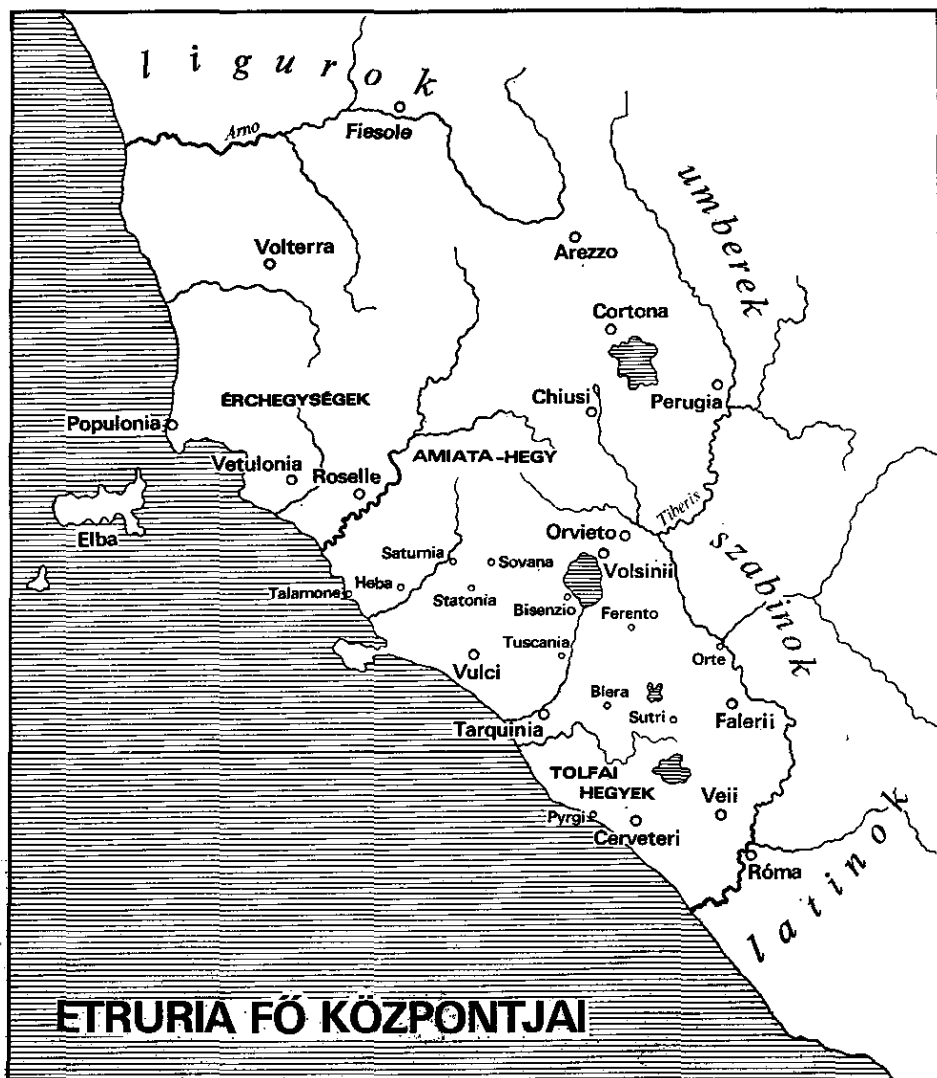 ligurok
Arno
Fiesole
umberek
Volterra
Arezzo
Cortona
ÉRCHEGYSÉGEK
Chiusi
Perugia
Populonia
AMIATA-HEGY
Vetulonia
Roselle
Elba
Tiberis
Orvieto
szabinok
Saturnia
Sovana
Volsinii
Talamone
Heba
Statonia
Bisenzio
Ferento
Tuscania
Orte
Vulci
Blera
Sutri
Falerii
Tarquinia
TOLFAI
HEGYEK
Veii
Pyrgi
Cerveteri
Róma
latinok
ETRURIA FŐ KÖZPONTJAI